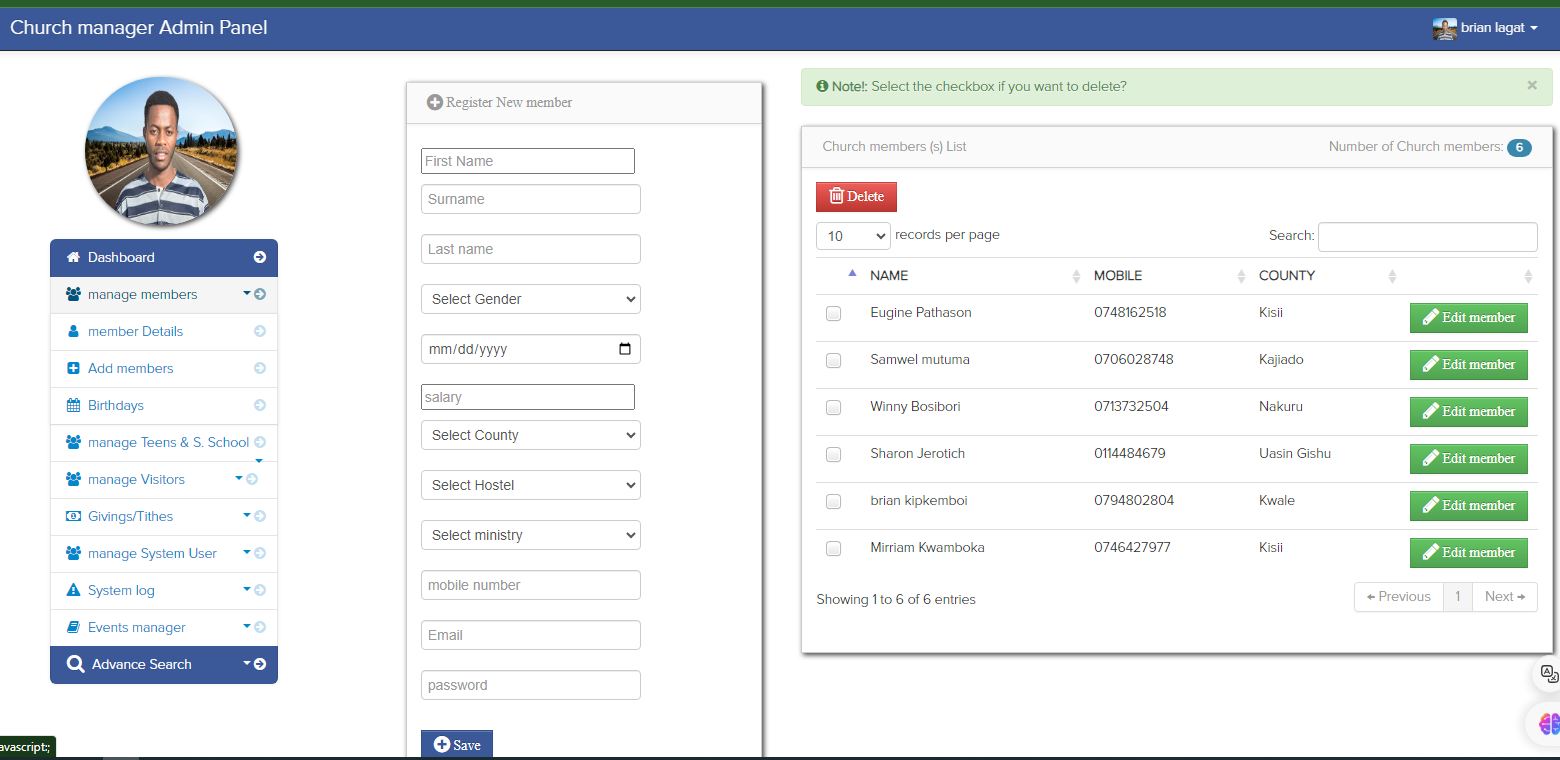 Church manager Admin Panel
brian lagat
Dashboard
manage members
member Details
Add members
Birthdays
manage Teens & S. School
manage Visitors
Givings/Tithes
manage System User
System log
Events manager
Advance Search
avascript:;
Register New member
First Name
Surname
Last name
Select Gender
mm/dd/yyyy
salary
Select County
Select Hostel
Select ministry
mobile number
Email
password
Save
Note!: Select the checkbox if you want to delete? ×
Church members (s) List Number of Church members: 6
Delete
10 records per page Search:
NAME MOBILE COUNTY
Eugine Pathason 0748162518 Kisii Edit member
Samwel mutuma 0706028748 Kajiado Edit member
Winny Bosibori 0713732504 Nakuru Edit member
Sharon Jerotich 0114484679 Uasin Gishu Edit member
brian kipkemboi 0794802804 Kwale Edit member
Mirriam Kwamboka 0746427977 Kisii Edit member
Showing 1 to 6 of 6 entries ← Previous 1 Next →